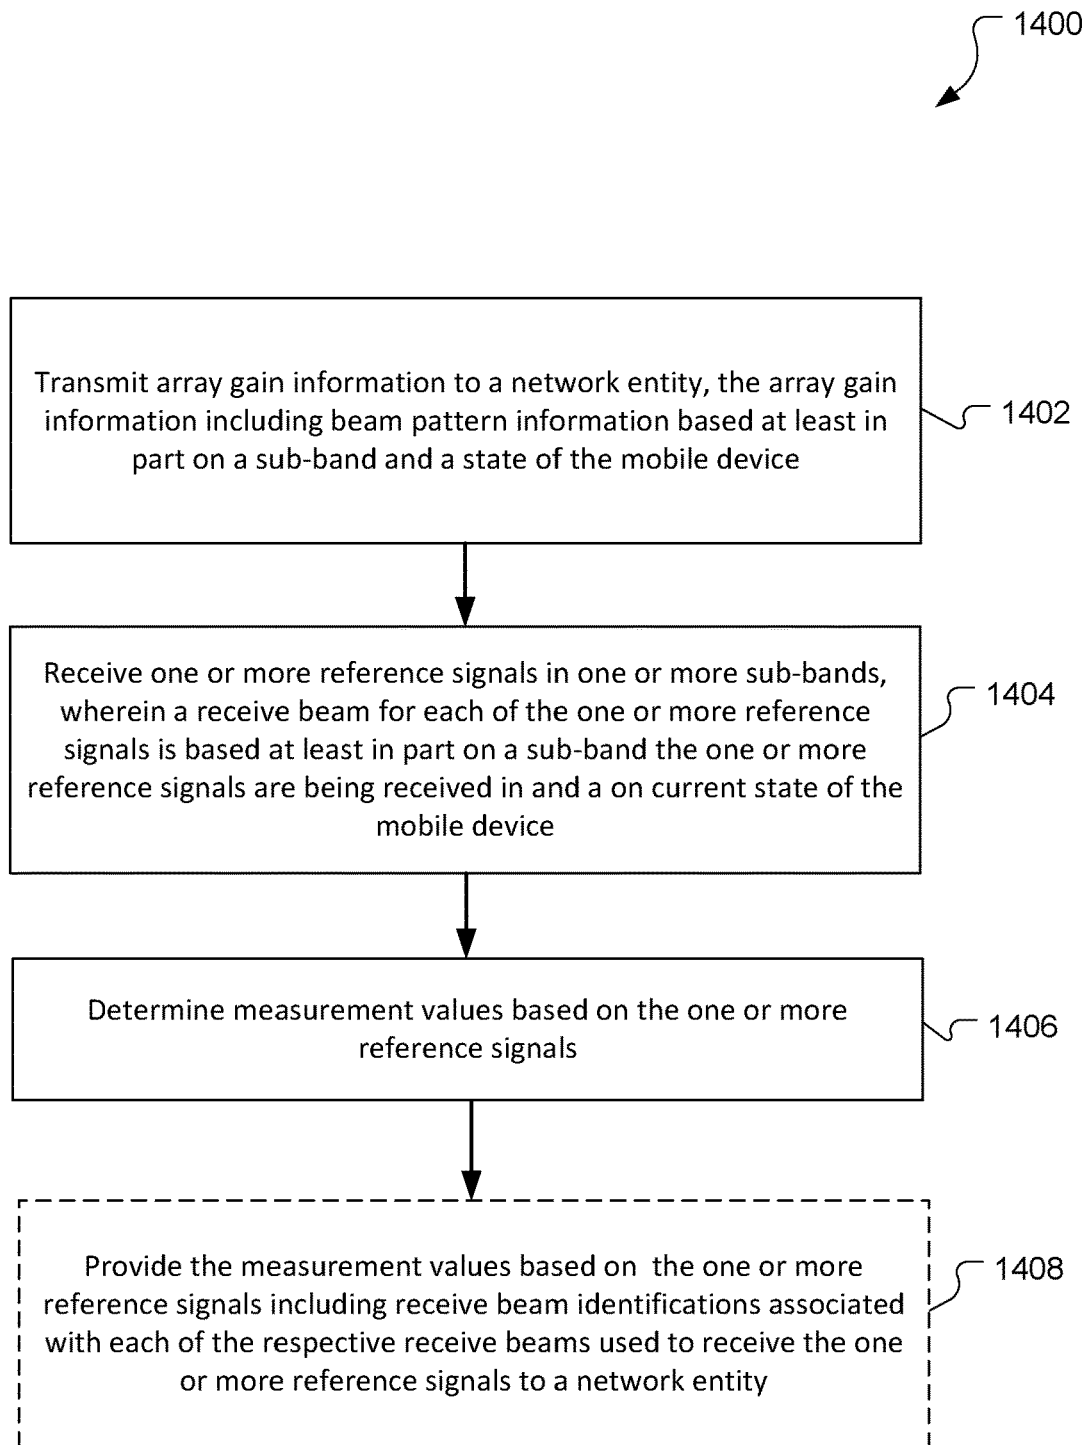 1400
Transmit array gain information to a network entity, the array gain
information including beam pattern information based at least in
part on a sub-band and a state of the mobile device
1402
Receive one or more reference signals in one or more sub-bands,
wherein a receive beam for each of the one or more reference
signals is based at least in part on a sub-band the one or more
reference signals are being received in and a on current state of the
mobile device
1404
Determine measurement values based on the one or more
reference signals
1406
Provide the measurement values based on  the one or more
reference signals including receive beam identifications associated
with each of the respective receive beams used to receive the one
or more reference signals to a network entity
1408